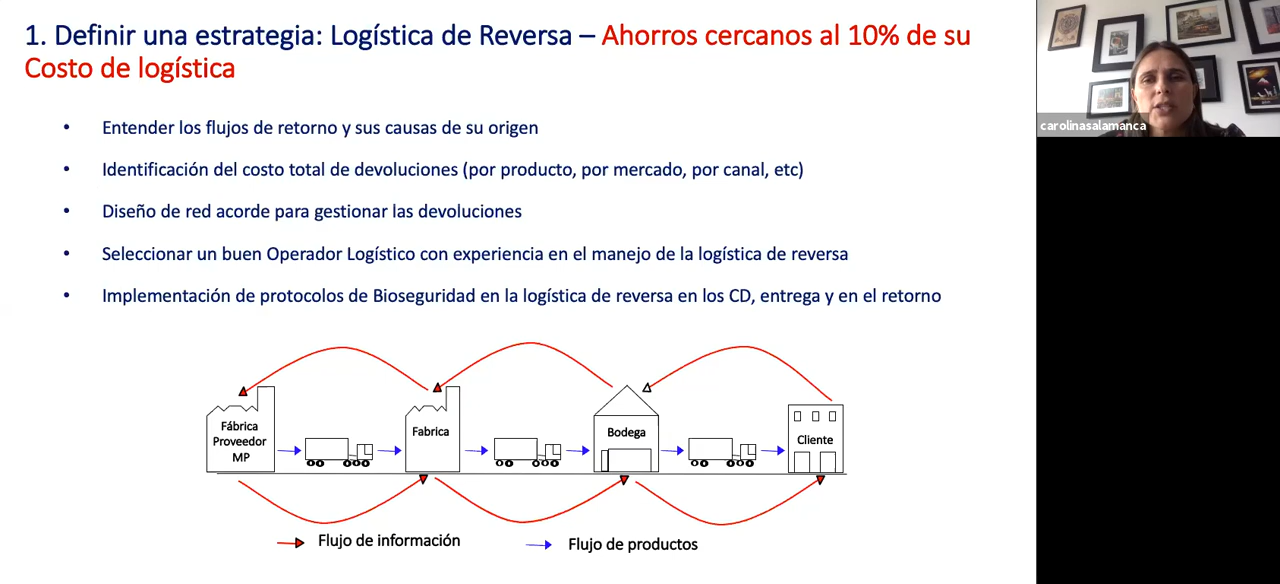 1. Definir una estrategia: Logística de Reversa – Ahorros cercanos al 10% de su
Costo de logística
• Entender los flujos de retorno y sus causas de su origen
• Identificación del costo total de devoluciones (por producto, por mercado, por canal, etc)
• Diseño de red acorde para gestionar las devoluciones
• Seleccionar un buen Operador Logístico con experiencia en el manejo de la logística de reversa
• Implementación de protocolos de Bioseguridad en la logística de reversa en los CD, entrega y en el retorno
Fábrica
Proveedor
MP
Fabrica
Bodega
Cliente
Flujo de información
Flujo de productos
carolinasalamanca